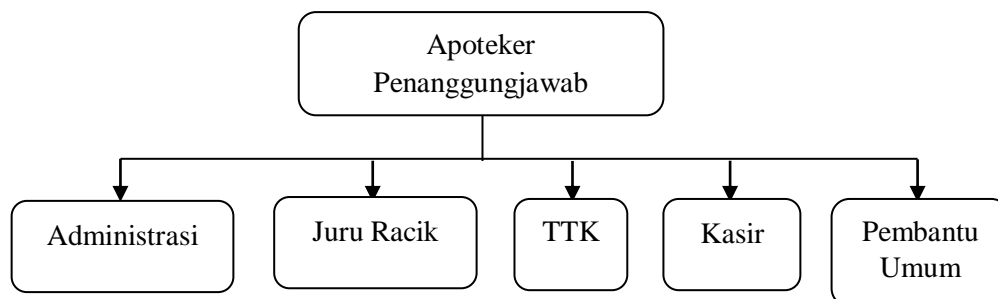 Apoteker
Penanggungjawab
Administrasi
Juru Racik
TTK
Kasir
Pembantu
Umum